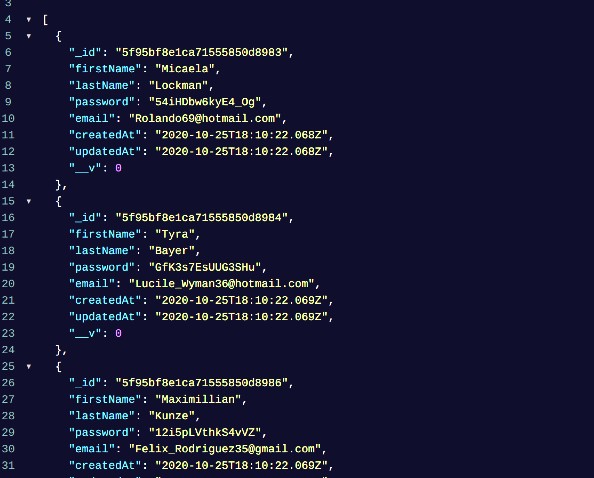 3
4 ▾ [
5 ▾ {
6 "_id": "5f95bf8e1ca71555850d8983",
7 "firstName": "Micaela",
8 "lastName": "Lockman",
9 "password": "54iHDbw6kyE4_Og",
10 "email": "Rolando69@hotmail.com",
11 "createdAt": "2020-10-25T18:10:22.068Z",
12 "updatedAt": "2020-10-25T18:10:22.068Z",
13 "__v": 0
14 },
15 ▾ {
16 "_id": "5f95bf8e1ca71555850d8984",
17 "firstName": "Tyra",
18 "lastName": "Bayer",
19 "password": "GfK3s7EsUUG3SHu",
20 "email": "Lucile_Wyman36@hotmail.com",
21 "createdAt": "2020-10-25T18:10:22.069Z",
22 "updatedAt": "2020-10-25T18:10:22.069Z",
23 "__v": 0
24 },
25 ▾ {
26 "_id": "5f95bf8e1ca71555850d8986",
27 "firstName": "Maximillian",
28 "lastName": "Kunze",
29 "password": "12i5pLVthkS4vVZ",
30 "email": "Felix_Rodriguez35@gmail.com",
31 "createdAt": "2020-10-25T18:10:22.069Z",